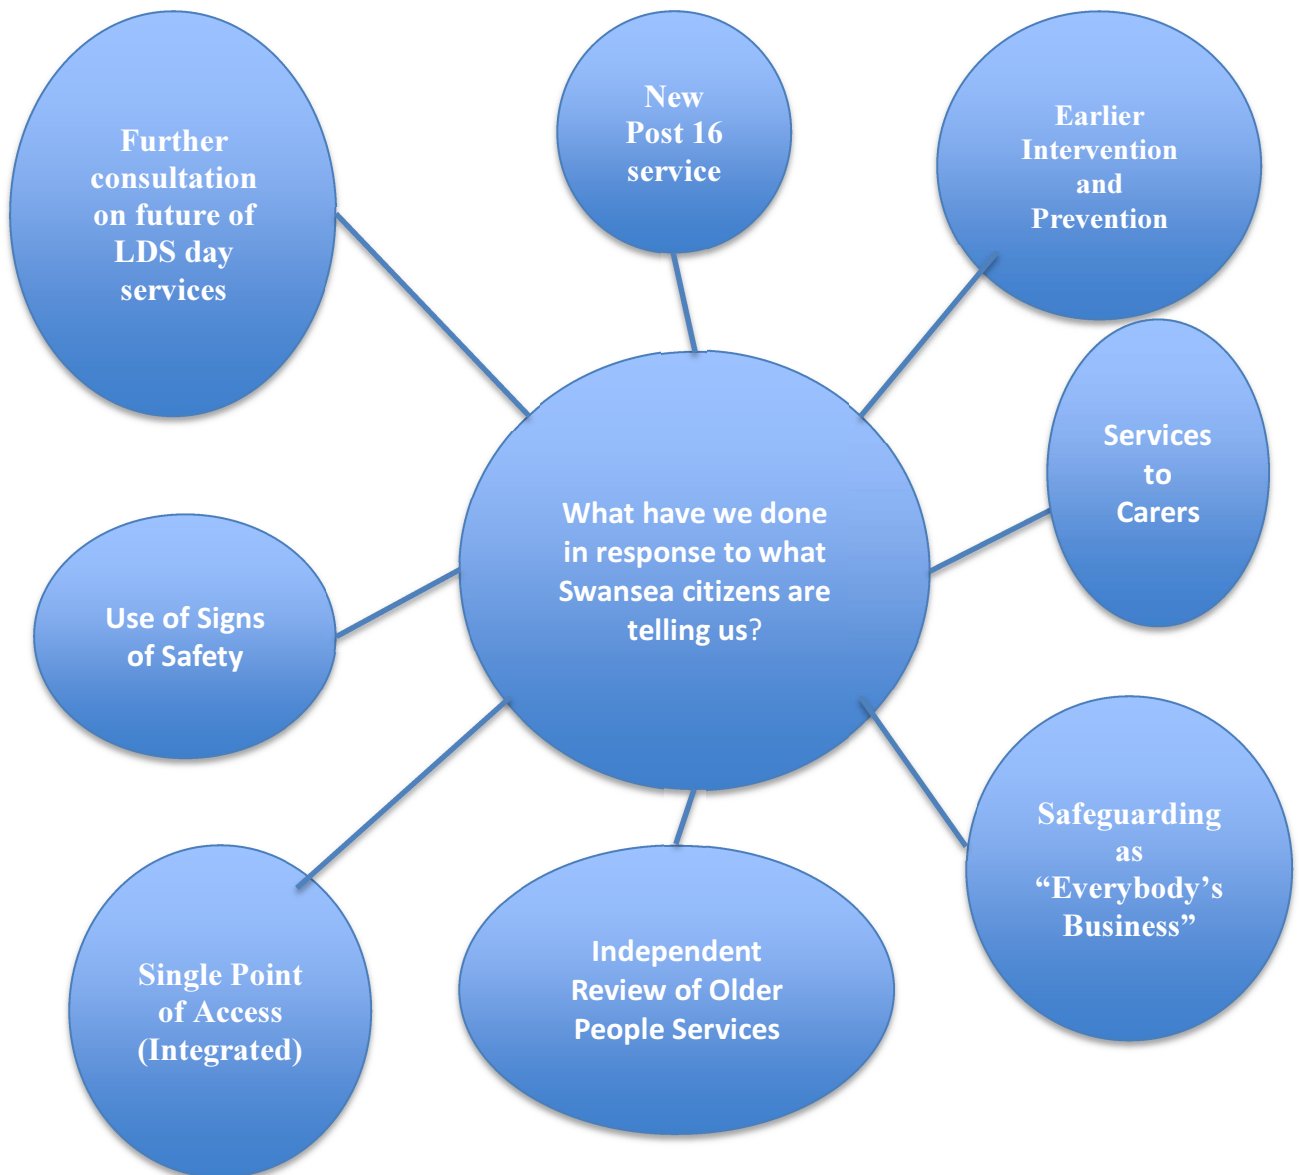 Further
consultation
on future of
LDS day
services
New
Post 16
service
Earlier
Intervention
and
Prevention
Services
to
Carers
What have we done
in response to what
Swansea citizens are
telling us?
Use of Signs
of Safety
Safeguarding
as
“Everybody’s
Business”
Independent
Review of Older
People Services
Single Point
of Access
(Integrated)